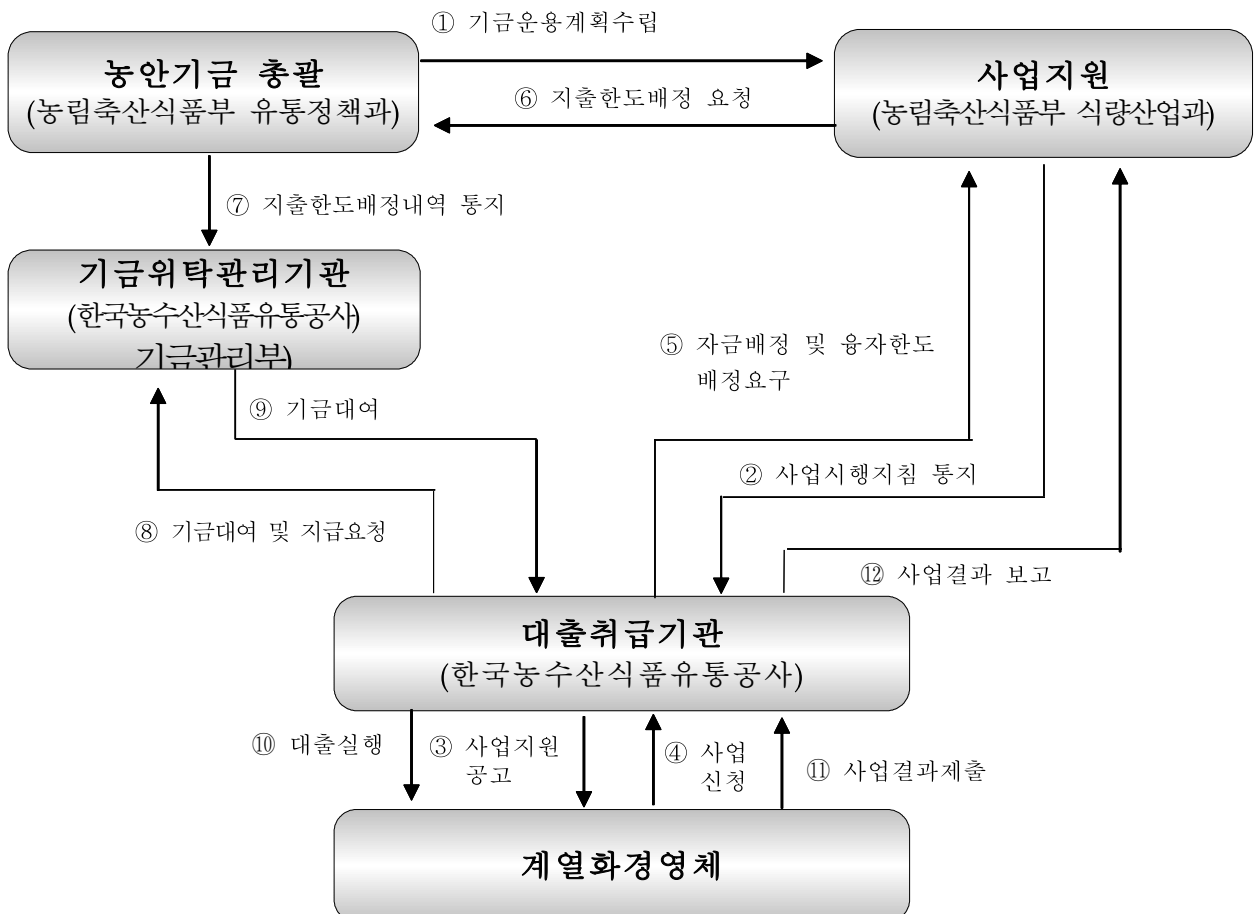 ① 기금운용계획수립
농안기금 총괄
(농림축산식품부 유통정책과)
사업지원
(농림축산식품부 식량산업과)
⑥ 지출한도배정 요청
⑦ 지출한도배정내역 통지
기금위탁관리기관
(한국농수산식품유통공사)
기금관리부)
⑤ 자금배정 및 융자한도
배정요구
⑨ 기금대여
② 사업시행지침 통지
⑧ 기금대여 및 지급요청
⑫ 사업결과 보고
대출취급기관
(한국농수산식품유통공사)
⑩ 대출실행
③ 사업지원
공고
④ 사업
신청
⑪ 사업결과제출
계열화경영체